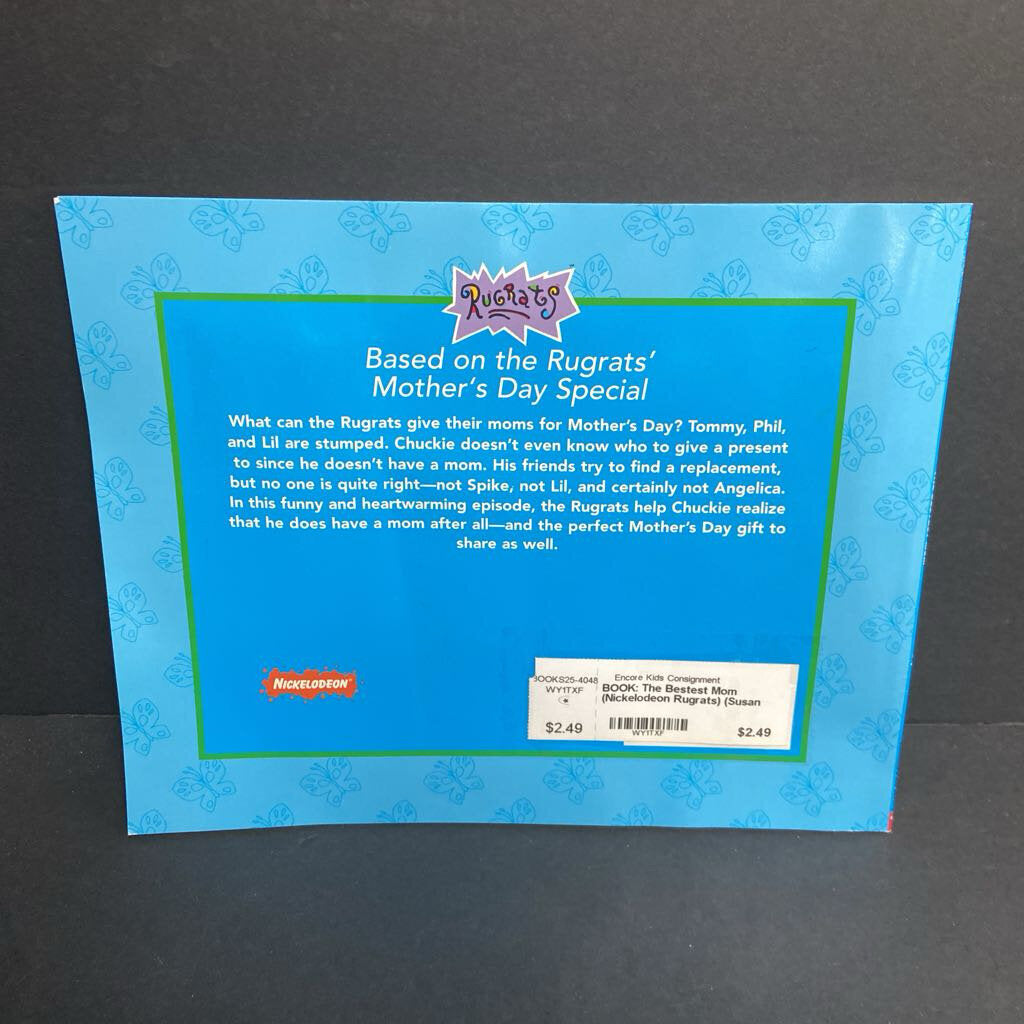 Rugrats
™
Based on the Rugrats'
Mother's Day Special
What can the Rugrats give their moms for Mother's Day? Tommy, Phil,
and Lil are stumped. Chuckie doesn't even know who to give a present
to since he doesn't have a mom. His friends try to find a replacement,
but no one is quite right—not Spike, not Lil, and certainly not Angelica.
In this funny and heartwarming episode, the Rugrats help Chuckie realize
that he does have a mom after all—and the perfect Mother's Day gift to
share as well.
NICKELODEON
BOOKS25-4048
WY1TXF
$2.49
Encore Kids Consignment
BOOK: The Bestest Mom
(Nickelodeon Rugrats) (Susan
WY1TXF
$2.49